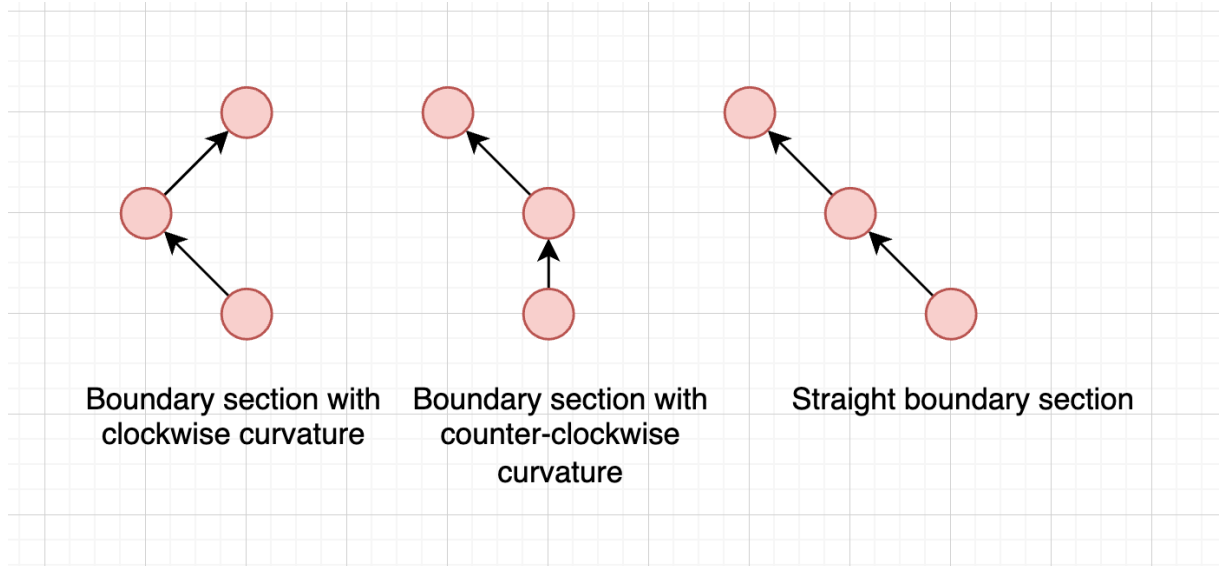 Boundary section with
clockwise curvature
Boundary section with
counter-clockwise
curvature
Straight boundary section